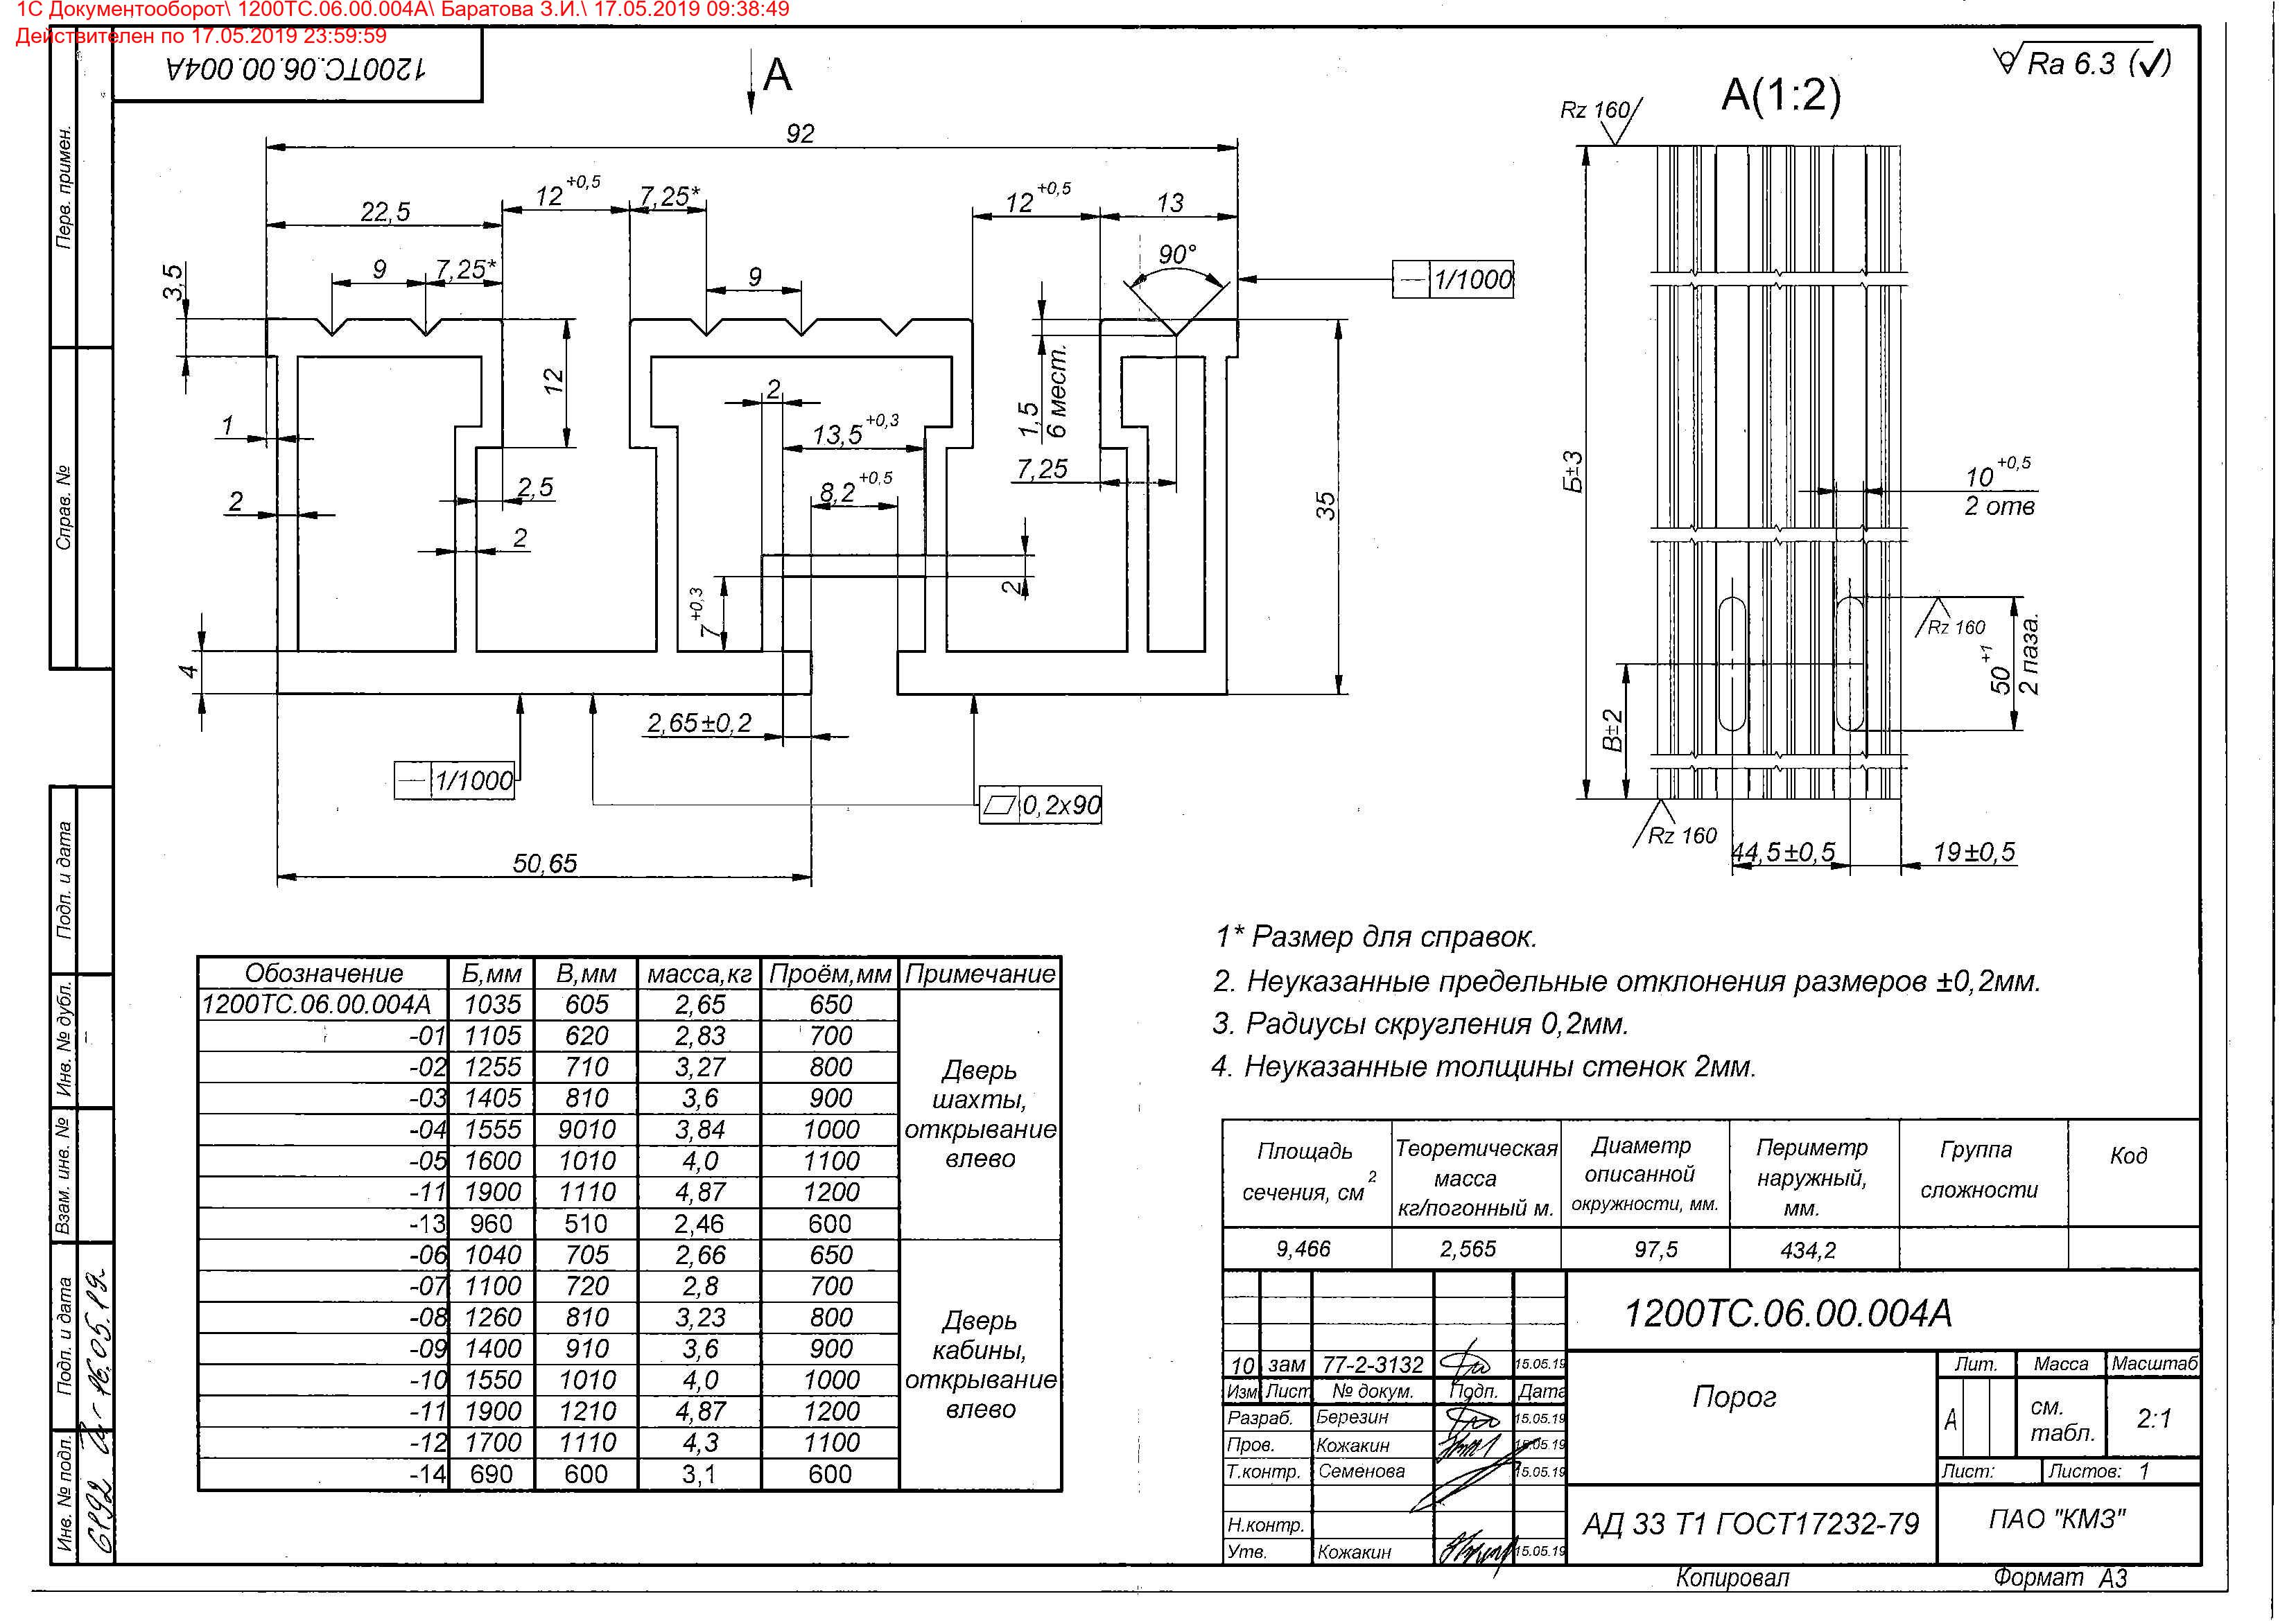 1С Документооборот\ 1200ТС.06.00.004А\ Баратова З.И.\ 17.05.2019 09:38:49
Действителен по 17.05.2019 23:59:59
1200ТС.06.00.004А
А
А(1:2)
Ra 6.3 (✓)
Rz 160
92
22,5
12 +0,5
7,25*
12 +0,5
13
9
7,25*
9
90°
1/1000
3,5
12
2
1,5
6 мест.
1
13,5 +0,3
7,25
2,5
8,2 +0,5
35
2
2
2
7 +0,3
4
2,65±0,2
1/1000
0,2х90
50,65
Б±3
10 +0,5
2 отв
Rz 160
50 +1
2 паза.
В±2
Rz 160
44,5±0,5
19±0,5
1* Размер для справок.
2. Неуказанные предельные отклонения размеров ±0,2мм.
3. Радиусы скругления 0,2мм.
4. Неуказанные толщины стенок 2мм.
Обозначение Б,мм В,мм масса,кг Проём,мм Примечание
1200ТС.06.00.004А 1035 605 2,65 650
-01 1105 620 2,83 700
-02 1255 710 3,27 800
-03 1405 810 3,6 900
-04 1555 9010 3,84 1000
-05 1600 1010 4,0 1100
-11 1900 1110 4,87 1200
-13 960 510 2,46 600
Дверь
шахты,
открывание
влево
-06 1040 705 2,66 650
-07 1100 720 2,8 700
-08 1260 810 3,23 800
-09 1400 910 3,6 900
-10 1550 1010 4,0 1000
-11 1900 1210 4,87 1200
-12 1700 1110 4,3 1100
-14 690 600 3,1 600
Дверь
кабины,
открывание
влево
Площадь сечения, см 2
Теоретическая масса кг/погонный м.
Диаметр описанной окружности, мм.
Периметр наружный, мм.
Группа сложности
Код
9,466 2,565 97,5 434,2
1200ТС.06.00.004А
10 зам 77-2-3132 15.05.19
Изм Лист № докум. Подп. Дата
Разраб. Березин 15.05.19
Пров. Кожакин 15.05.19
Т.контр. Семенова 15.05.19
Н.контр.
Утв. Кожакин 15.05.19
Порог
Лит. Масса Масштаб
А см. табл. 2:1
Лист: Листов: 1
АД 33 Т1 ГОСТ17232-79
ПАО "КМЗ"
Копировал Формат А3
Перв. примен.
Справ. №
Подп. и дата
Инв. № дубл.
Взам. инв. №
Подп. и дата
16.05.19
Инв. № подл.